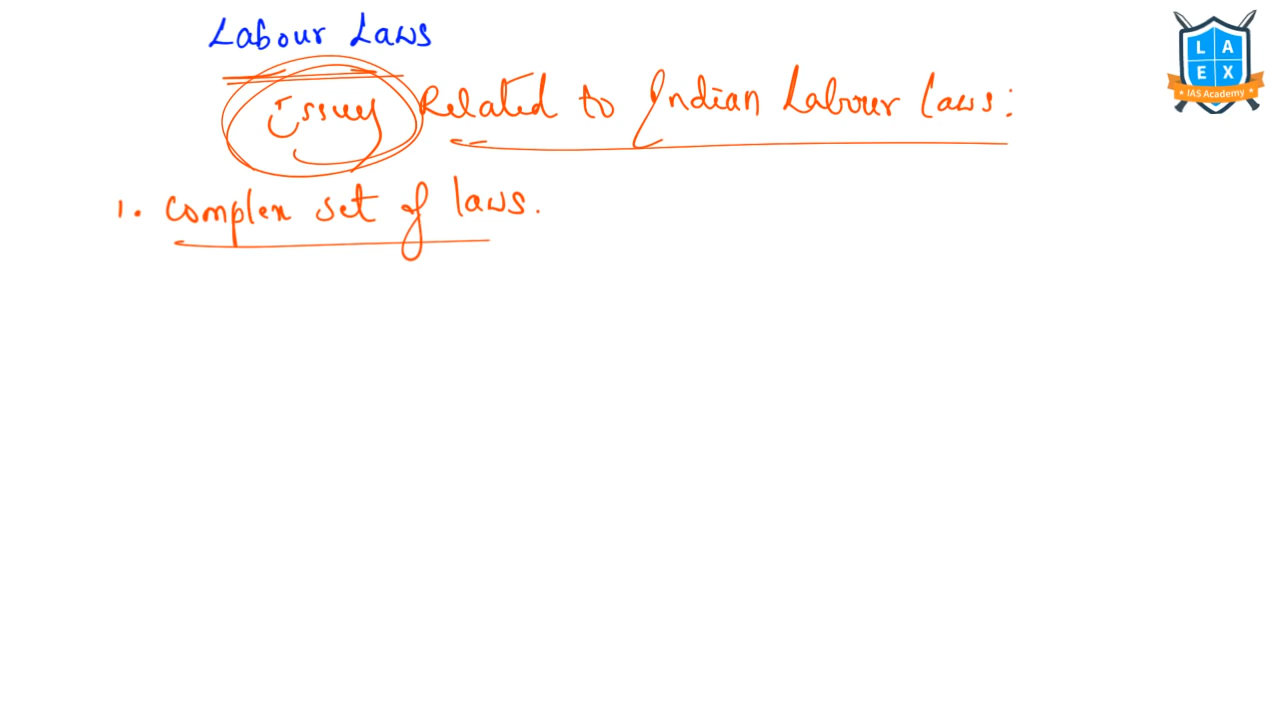 Labour Laws
Issues Related to Indian Labour laws:
1. complex set of laws.
L A
E X
IAS Academy